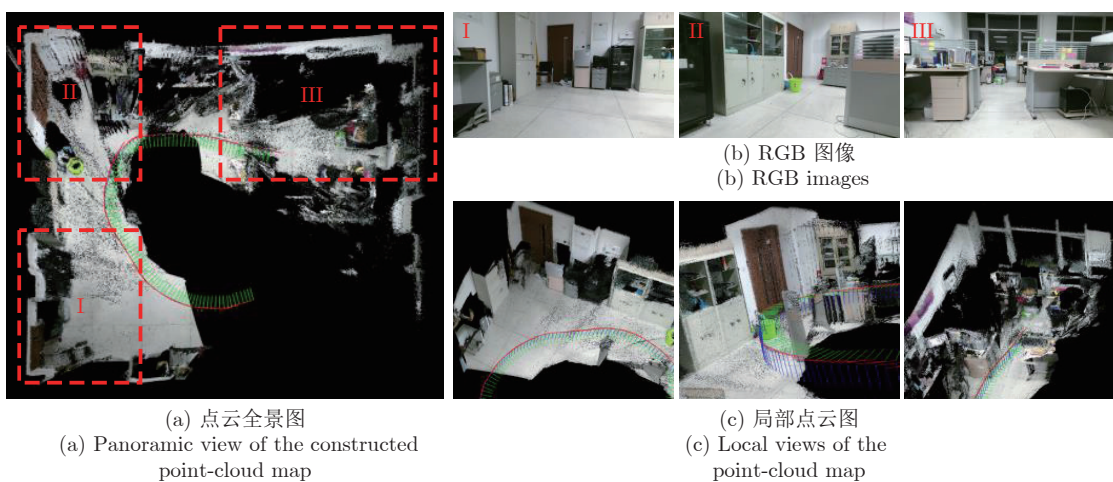 II
III
I
(a) 点云全景图
(a) Panoramic view of the constructed
point-cloud map
I
II
III
(b) RGB 图像
(b) RGB images
(c) 局部点云图
(c) Local views of the
point-cloud map